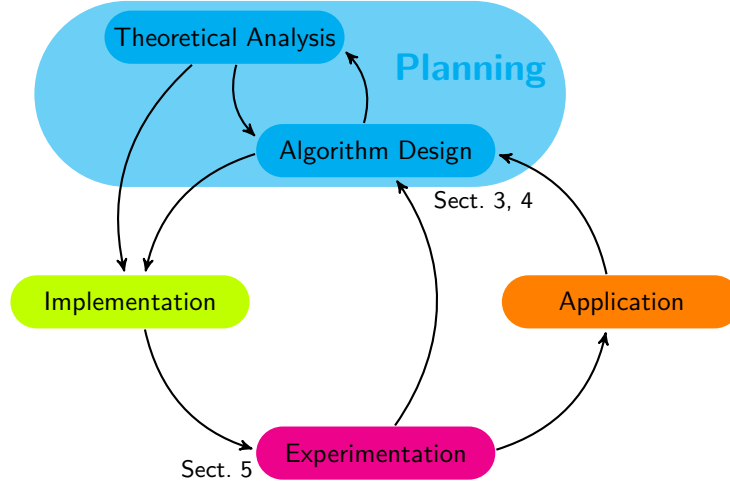 Theoretical Analysis
Planning
Algorithm Design
Sect. 3, 4
Implementation
Application
Experimentation
Sect. 5